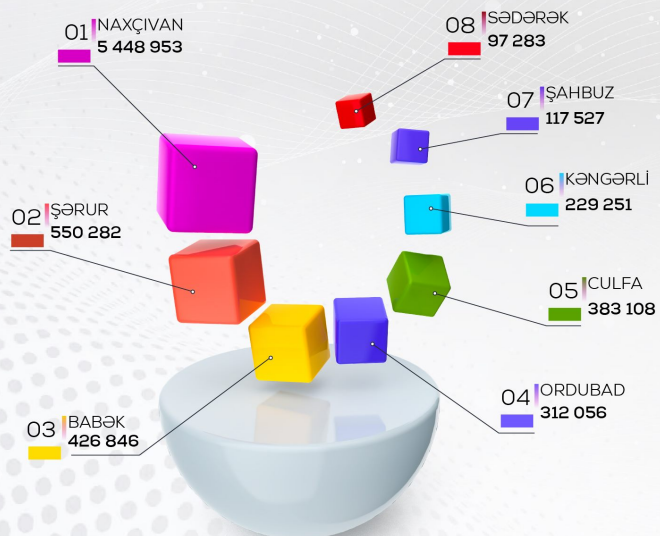 01 NAXÇIVAN
5 448 953
02 ŞƏRUR
550 282
03 BABƏK
426 846
04 ORDUBAD
312 056
05 CULFA
383 108
06 KƏNGƏRLİ
229 251
07 ŞAHBUZ
117 527
08 SƏDƏRƏK
97 283